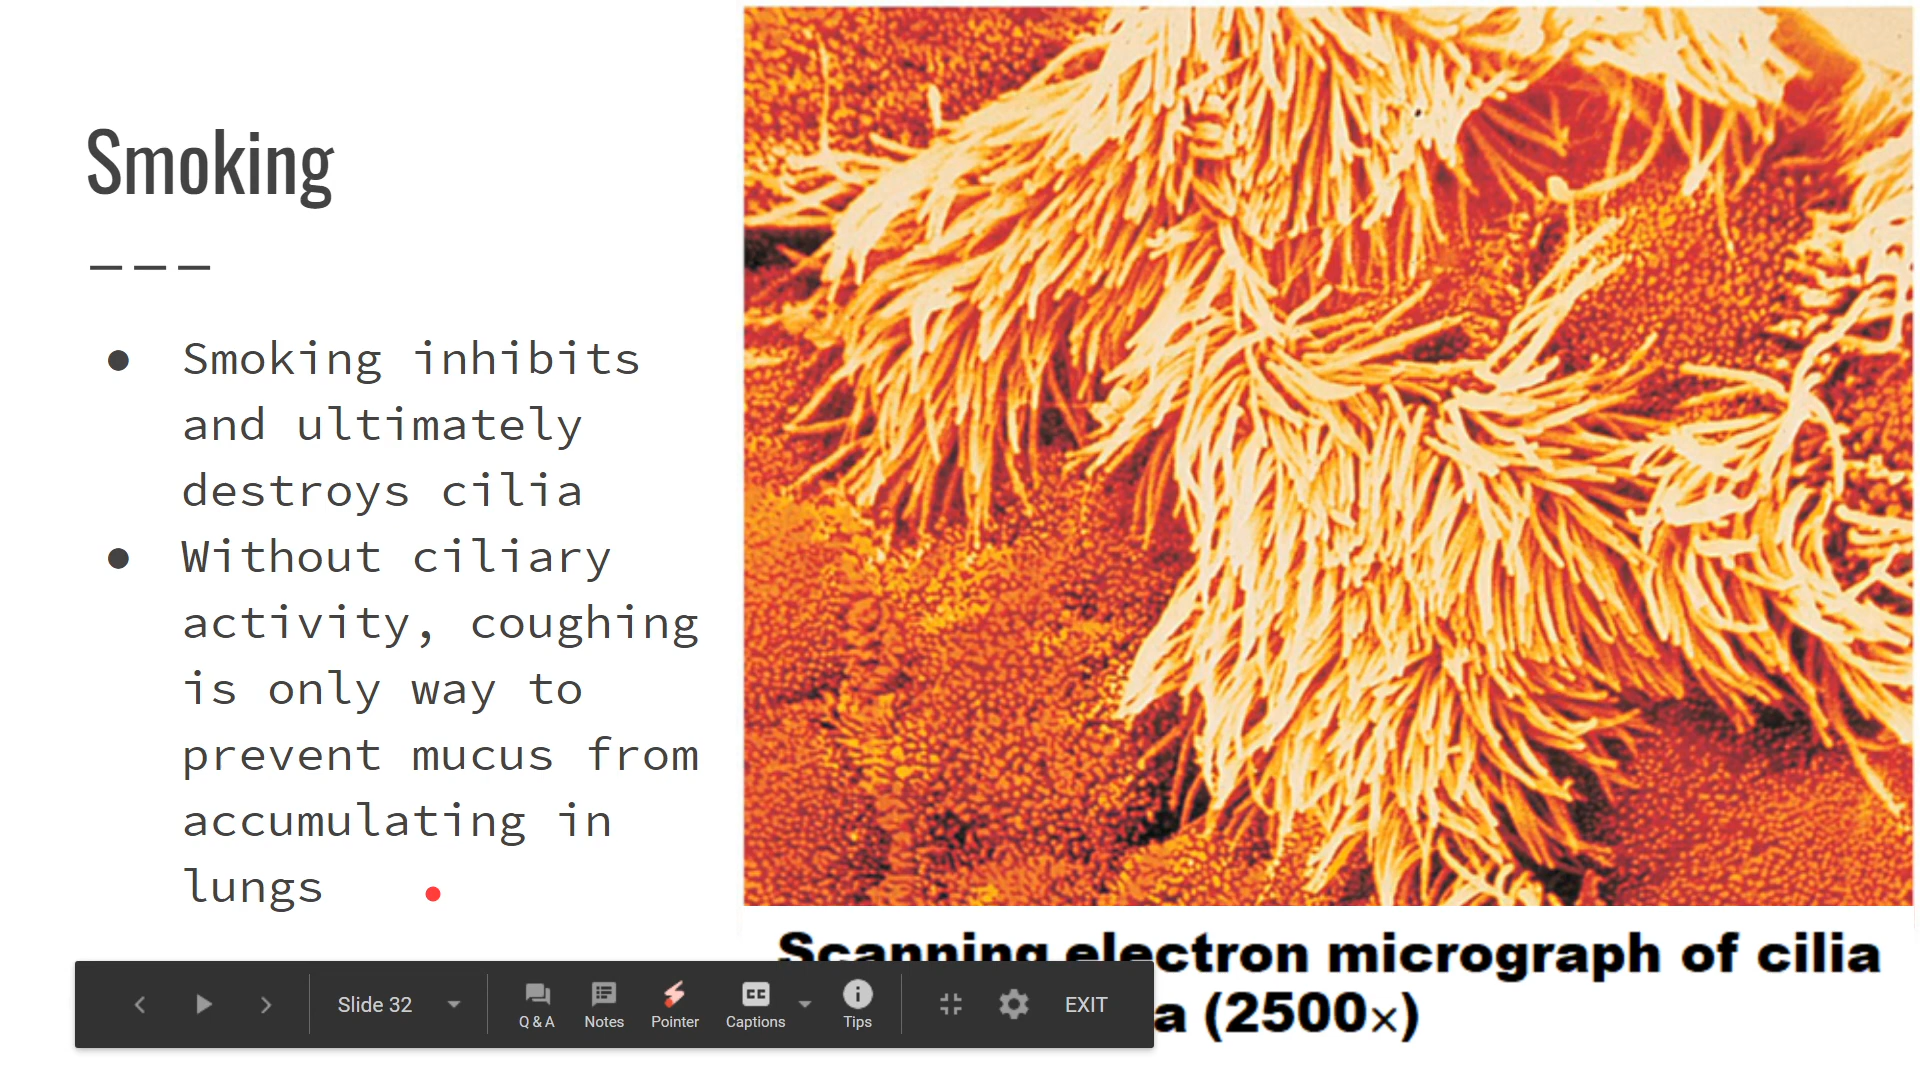 Smoking
● Smoking inhibits
and ultimately
destroys cilia
● Without ciliary
activity, coughing
is only way to
prevent mucus from
accumulating in
lungs
Scanning electron micrograph of cilia
a (2500×)
Slide 32
Q & A
Notes
Pointer
CC
Captions
Tips
EXIT